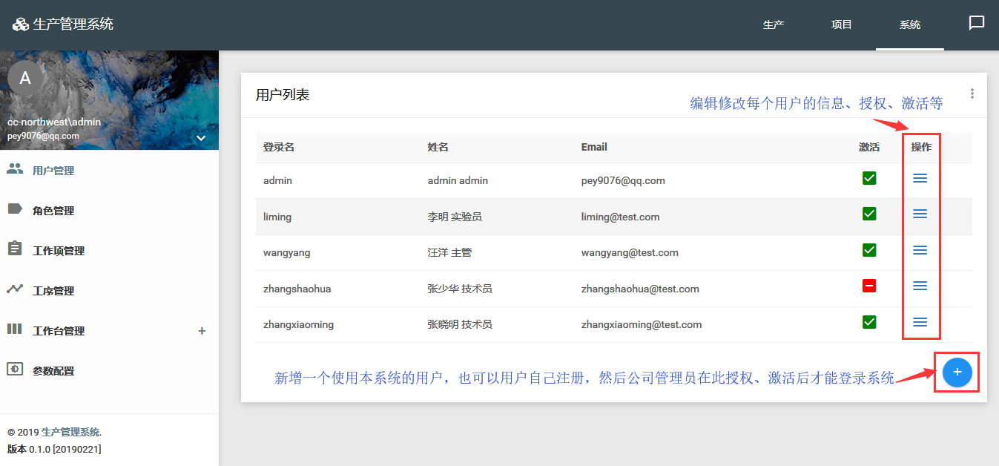 生产管理系统
生产
项目
系统
A
cc-northwest\admin
pey9076@qq.com
用户管理
角色管理
工作项管理
工序管理
工作台管理 +
参数配置
© 2019 生产管理系统.
版本 0.1.0 [20190221]
用户列表
编辑修改每个用户的信息、授权、激活等
登录名 姓名 Email 激活 操作
admin admin admin pey9076@qq.com
liming 李明 实验员 liming@test.com
wangyang 汪洋 主管 wangyang@test.com
zhangshaohua 张少华 技术员 zhangshaohua@test.com
zhangxiaoming 张晓明 技术员 zhangxiaoming@test.com
新增一个使用本系统的用户，也可以用户自己注册，然后公司管理员在此授权、激活后才能登录系统
+